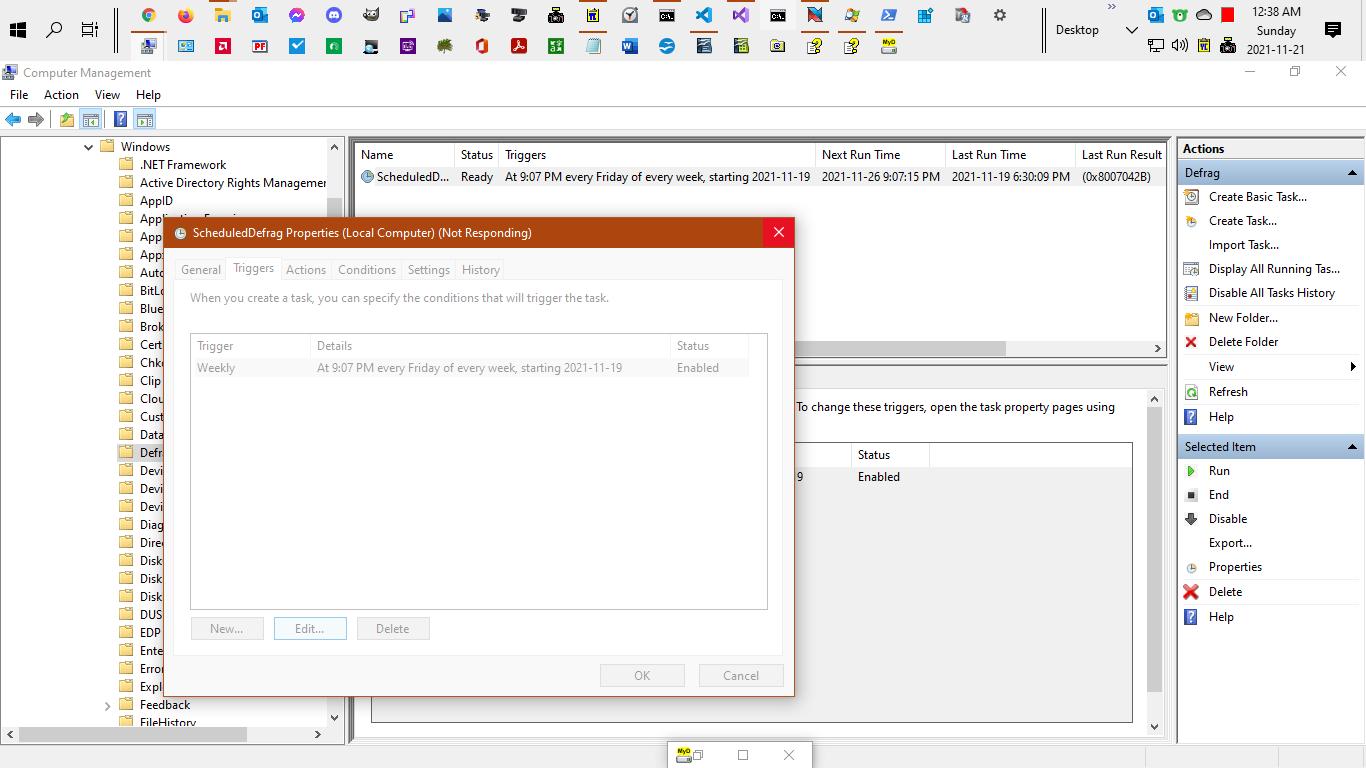 12:38 AM
Desktop
Sunday
2021-11-21
Computer Management
File Action View Help
Windows
.NET Framework
Active Directory Rights Managemer
AppID
App
App
Auto
BitL
Blue
Brok
Cert
Chk
Clip
Clou
Cust
Data
Defr
Devi
Devi
Devi
Diag
Dire
Disk
Disk
Disk
DUS
EDP
Ente
Error
Expl
Feedback
FileHistory
Name Status Triggers Next Run Time Last Run Time Last Run Result
ScheduledD... Ready At 9:07 PM every Friday of every week, starting 2021-11-19 2021-11-26 9:07:15 PM 2021-11-19 6:30:09 PM (0x8007042B)
ScheduledDefrag Properties (Local Computer) (Not Responding)
General Triggers Actions Conditions Settings History
When you create a task, you can specify the conditions that will trigger the task.
Trigger Details Status
Weekly At 9:07 PM every Friday of every week, starting 2021-11-19 Enabled
New... Edit... Delete
OK Cancel
To change these triggers, open the task property pages using
Status
9 Enabled
Actions
Defrag
Create Basic Task...
Create Task...
Import Task...
Display All Running Tas...
Disable All Tasks History
New Folder...
Delete Folder
View
Refresh
Help
Selected Item
Run
End
Disable
Export...
Properties
Delete
Help
MyD